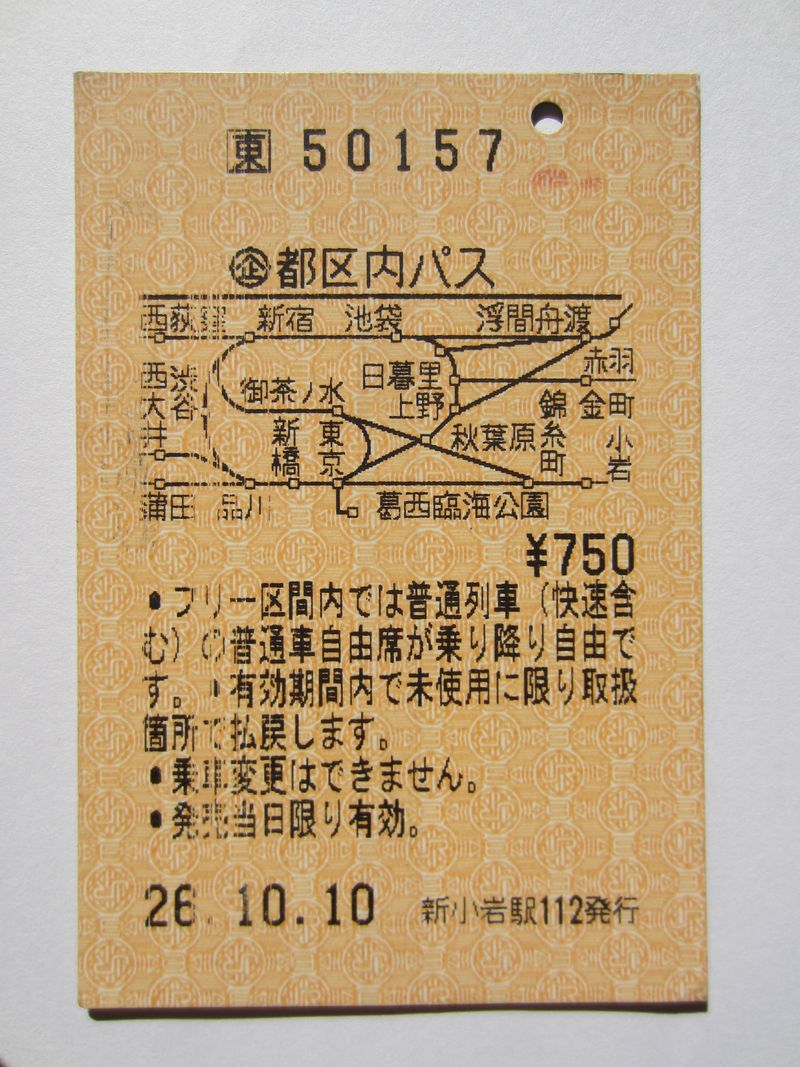 東 50157
企 都区内パス
西荻窪 新宿 池袋 浮間舟渡
赤羽
日暮里
西大井 渋谷 御茶ノ水 上野 錦糸町 金町
新橋 東京 秋葉原 小岩
蒲田 品川 葛西臨海公園
¥750
・フリー区間内では普通列車（快速含
む）の普通車自由席が乗り降り自由で
す。・有効期間内で未使用に限り取扱
箇所で払戻します。
・乗車変更はできません。
・発売当日限り有効。
26.10.10 新小岩駅112発行